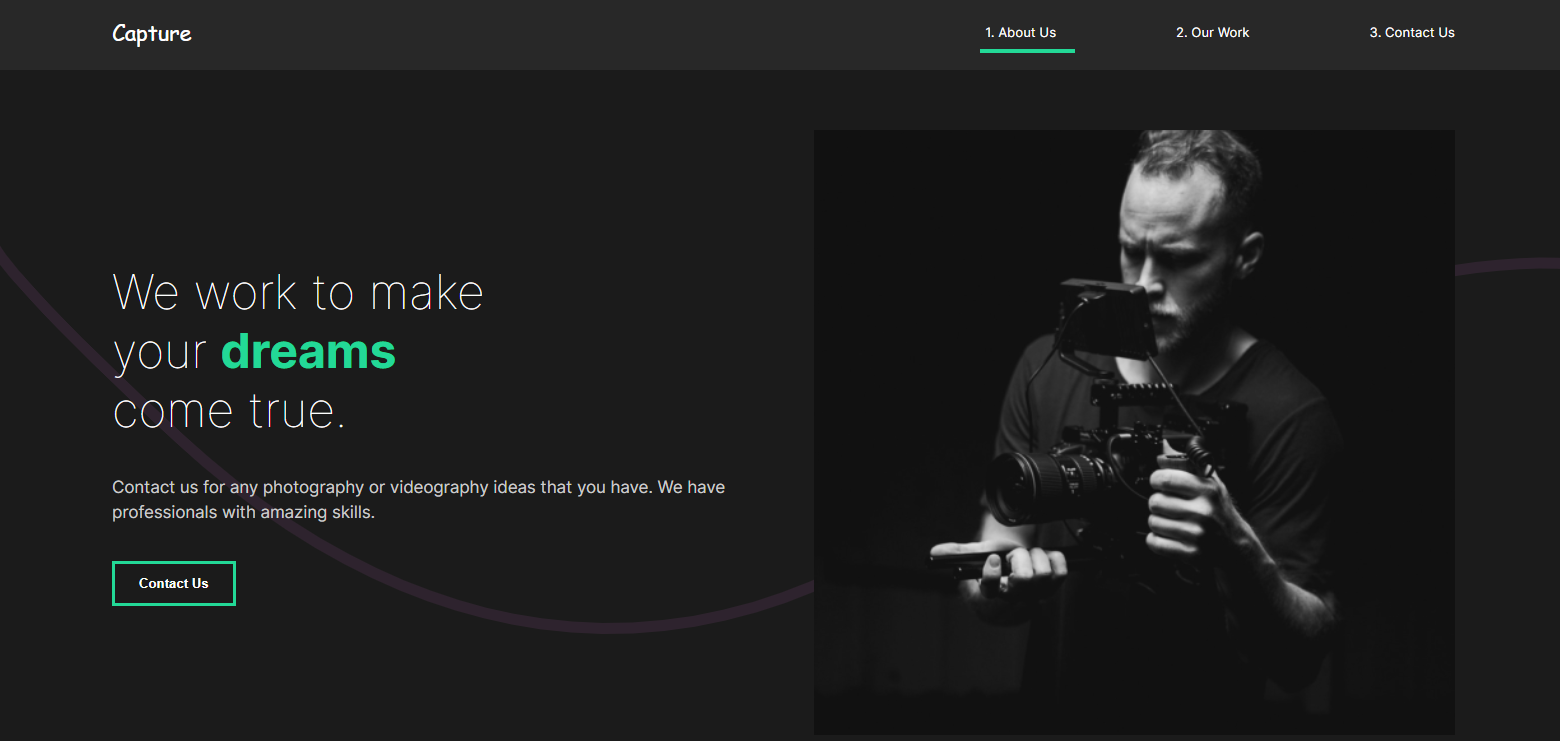 Capture
1. About Us
2. Our Work
3. Contact Us
We work to make
your dreams
come true.
Contact us for any photography or videography ideas that you have. We have
professionals with amazing skills.
Contact Us